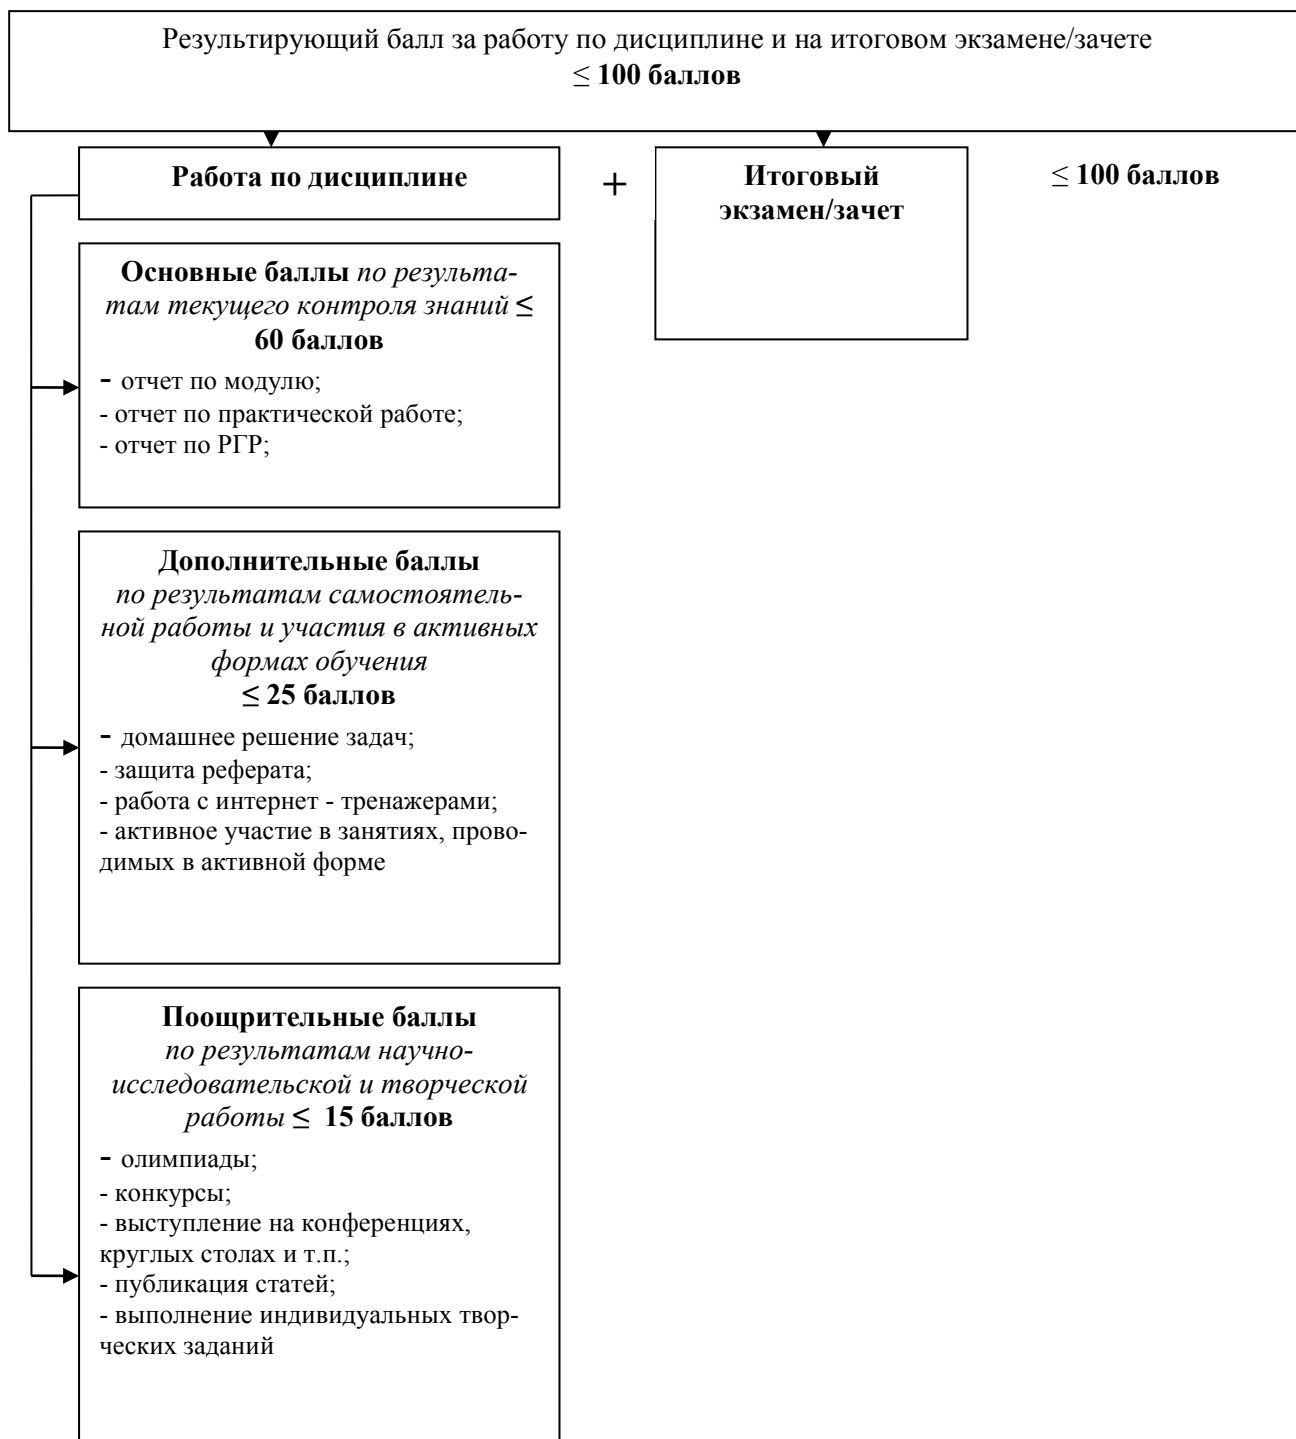 Результирующий балл за работу по дисциплине и на итоговом экзамене/зачете
≤ 100 баллов
Работа по дисциплине
+
Итоговый
экзамен/зачет
≤ 100 баллов
Основные баллы по результа-
там текущего контроля знаний ≤
60 баллов
- отчет по модулю;
- отчет по практической работе;
- отчет по РГР;
Дополнительные баллы
по результатам самостоятель-
ной работы и участия в активных
формах обучения
≤ 25 баллов
- домашнее решение задач;
- защита реферата;
- работа с интернет - тренажерами;
- активное участие в занятиях, прово-
димых в активной форме
Поощрительные баллы
по результатам научно-
исследовательской и творческой
работы ≤ 15 баллов
- олимпиады;
- конкурсы;
- выступление на конференциях,
круглых столах и т.п.;
- публикация статей;
- выполнение индивидуальных твор-
ческих заданий